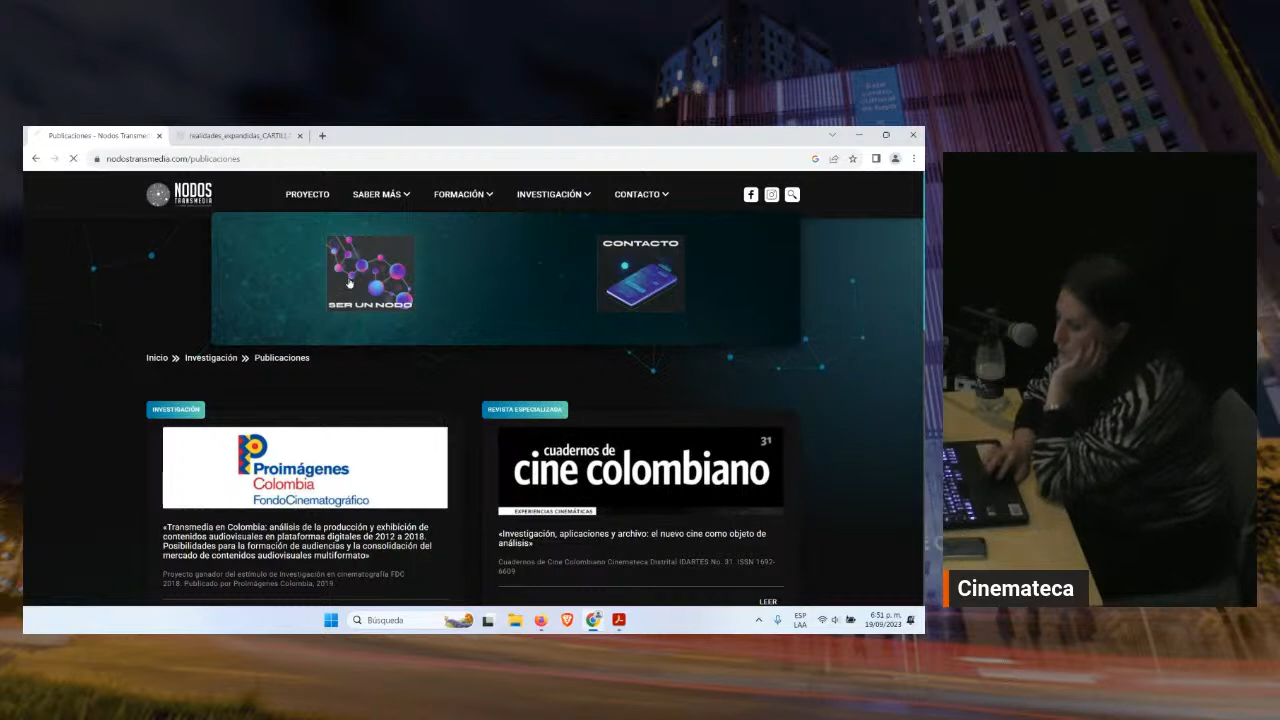 Este
centro
cultural
Publicaciones - Nodos Transme
realidades_expandidas_CARTILL
nodostransmedia.com/publicaciones
NODOS
TRANSMEDIA
PROYECTO
SABER MÁS
FORMACIÓN
INVESTIGACIÓN
CONTACTO
SER UN NODO
CONTACTO
Inicio » Investigación » Publicaciones
INVESTIGACIÓN
Proimágenes
Colombia
FondoCinematográfico
«Transmedia en Colombia: análisis de la producción y exhibición de
contenidos audiovisuales en plataformas digitales de 2012 a 2018.
Posibilidades para la formación de audiencias y la consolidación del
mercado de contenidos audiovisuales multiformato»
Proyecto ganador del estímulo de Investigación en cinematografía FDC
2018. Publicado por ProImágenes Colombia, 2019.
REVISTA ESPECIALIZADA
31
cuadernos de
cine colombiano
EXPERIENCIAS CINEMÁTICAS
«Investigación, aplicaciones y archivo: el nuevo cine como objeto de
análisis»
Cuadernos de Cine Colombiano Cinemateca Distrital IDARTES No. 31. ISSN 1692-
6609
LEER
Búsqueda
ESP
LAA
6:51 p. m.
19/09/2023
Cinemateca